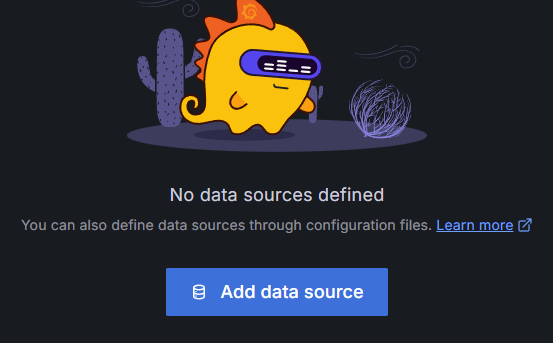 No data sources defined
You can also define data sources through configuration files. Learn more
Add data source